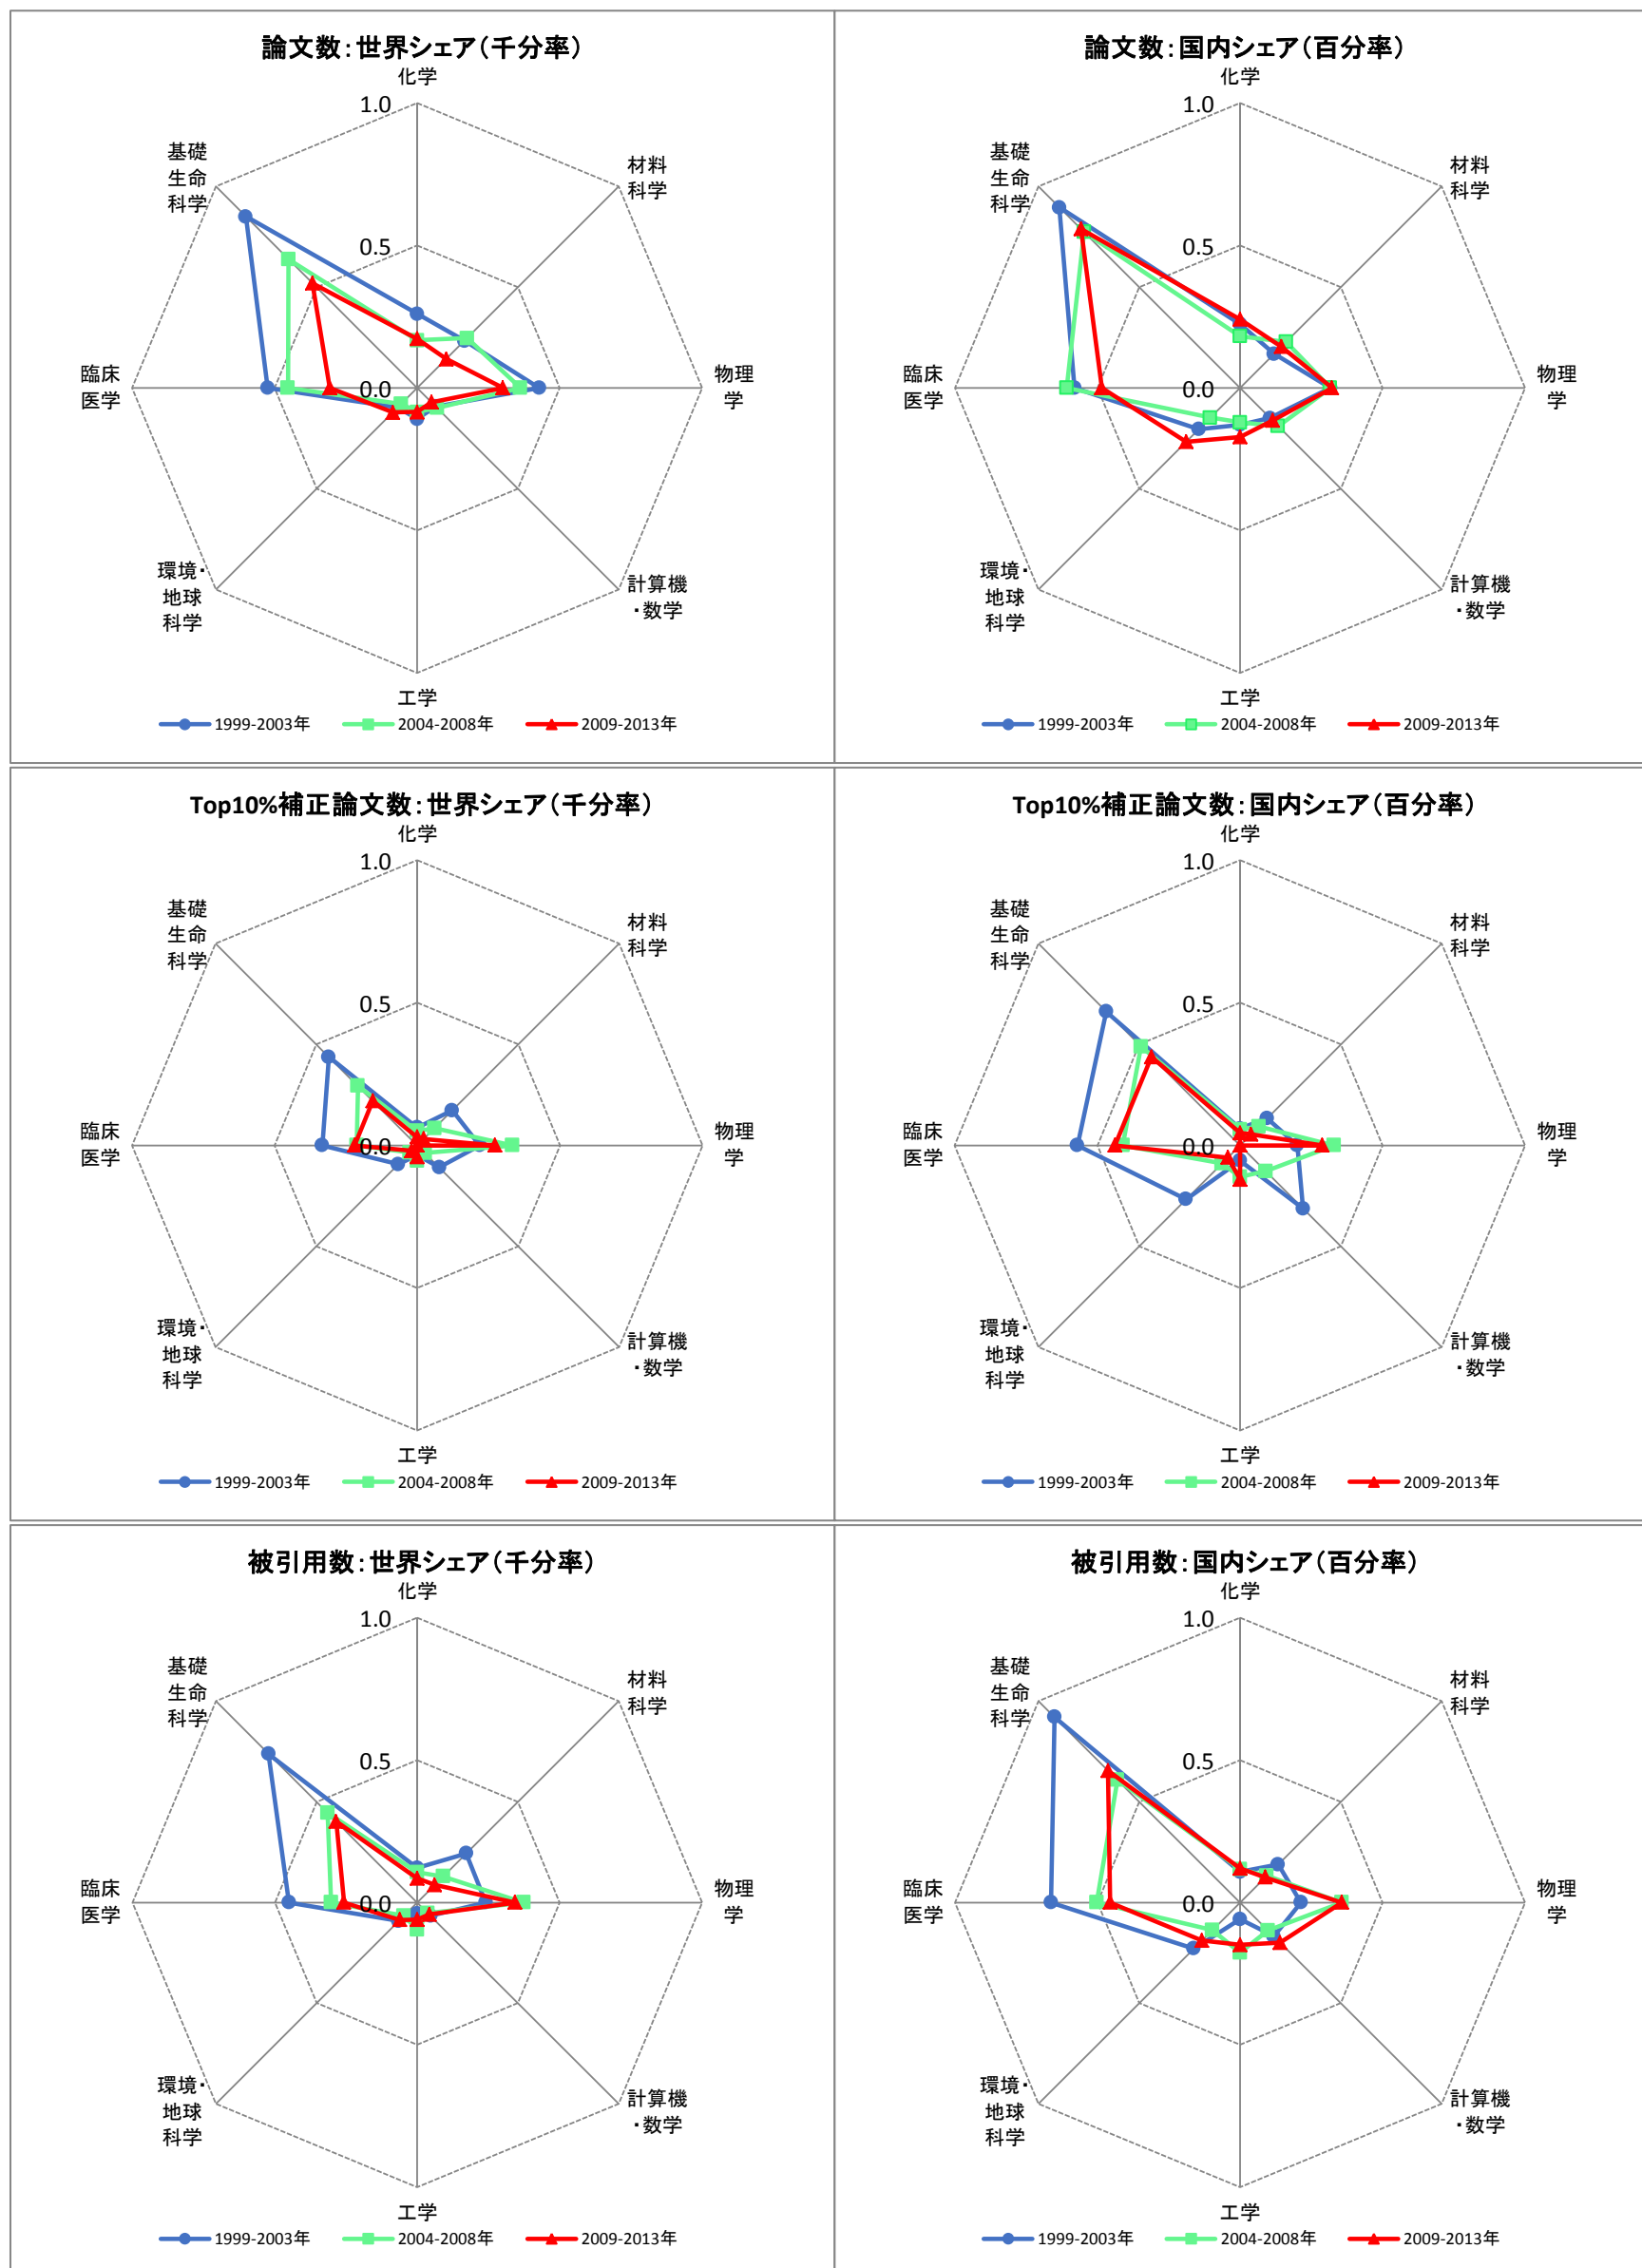 論文数：世界シェア（千分率）
化学
1.0
基礎
生命
科学
材料
科学
0.5
臨床
医学
0.0
物理
学
環境・
地球
科学
計算機
・数学
工学
1999-2003年 2004-2008年 2009-2013年
論文数：国内シェア（百分率）
化学
1.0
基礎
生命
科学
材料
科学
0.5
臨床
医学
0.0
物理
学
環境・
地球
科学
計算機
・数学
工学
1999-2003年 2004-2008年 2009-2013年
Top10%補正論文数：世界シェア（千分率）
化学
1.0
基礎
生命
科学
材料
科学
0.5
臨床
医学
0.0
物理
学
環境・
地球
科学
計算機
・数学
工学
1999-2003年 2004-2008年 2009-2013年
Top10%補正論文数：国内シェア（百分率）
化学
1.0
基礎
生命
科学
材料
科学
0.5
臨床
医学
0.0
物理
学
環境・
地球
科学
計算機
・数学
工学
1999-2003年 2004-2008年 2009-2013年
被引用数：世界シェア（千分率）
化学
1.0
基礎
生命
科学
材料
科学
0.5
臨床
医学
0.0
物理
学
環境・
地球
科学
計算機
・数学
工学
1999-2003年 2004-2008年 2009-2013年
被引用数：国内シェア（百分率）
化学
1.0
基礎
生命
科学
材料
科学
0.5
臨床
医学
0.0
物理
学
環境・
地球
科学
計算機
・数学
工学
1999-2003年 2004-2008年 2009-2013年